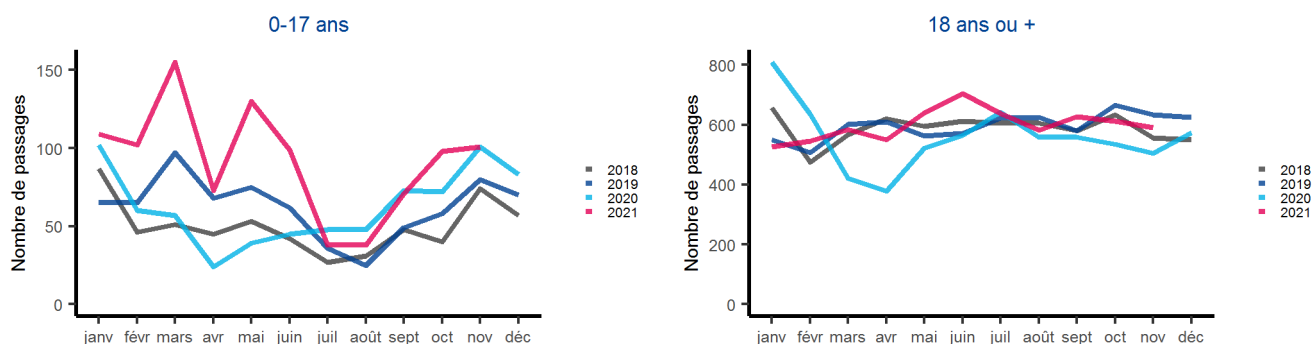 0-17 ans
Nombre de passages
150
100
50
0
janv févr mars avr mai juin juil août sept oct nov déc
2018
2019
2020
2021
18 ans ou +
Nombre de passages
800
600
400
200
0
janv févr mars avr mai juin juil août sept oct nov déc
2018
2019
2020
2021